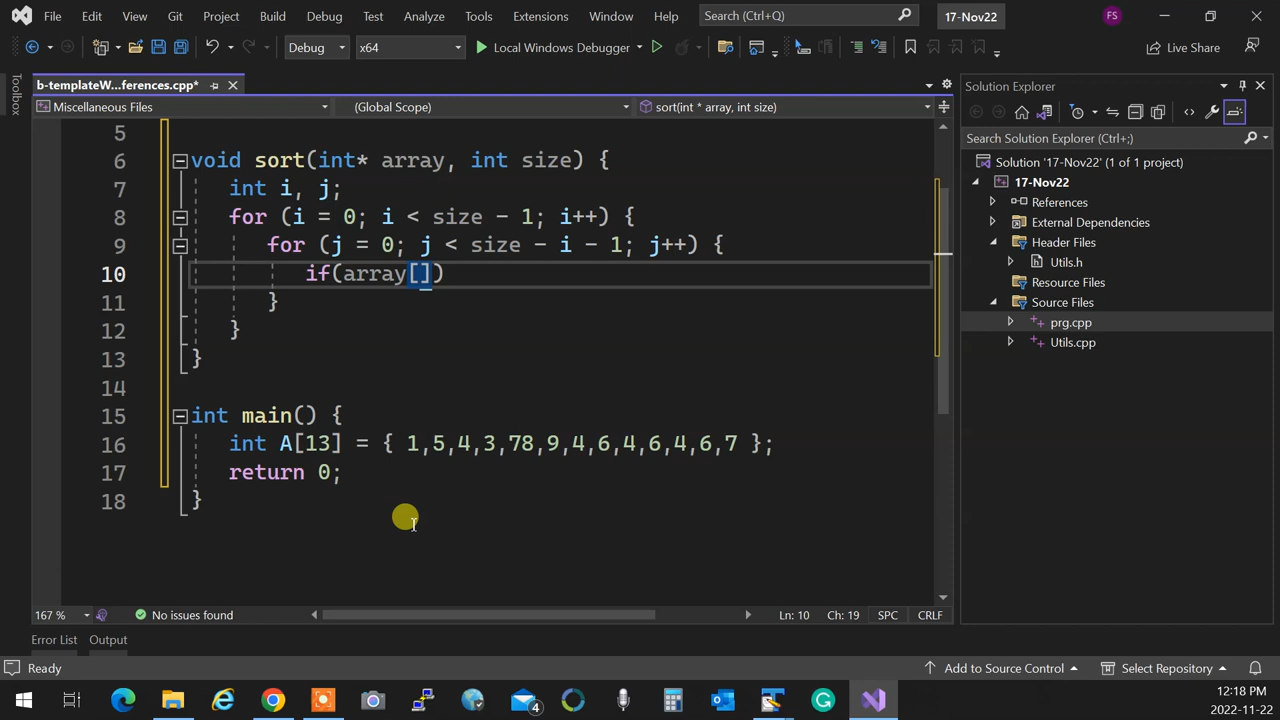 File Edit View Git Project Build Debug Test Analyze Tools Extensions Window Help Search (Ctrl+Q) 17-Nov22 FS
Debug x64 Local Windows Debugger Live Share
Toolbox
b-templateW...ferences.cpp*
Miscellaneous Files (Global Scope) sort(int * array, int size)
5
6 void sort(int* array, int size) {
7 int i, j;
8 for (i = 0; i < size - 1; i++) {
9 for (j = 0; j < size - i - 1; j++) {
10 if(array[])
11 }
12 }
13 }
14
15 int main() {
16 int A[13] = { 1,5,4,3,78,9,4,6,4,6,4,6,7 };
17 return 0;
18 }
167 % No issues found Ln: 10 Ch: 19 SPC CRLF
Error List Output
Solution Explorer
Search Solution Explorer (Ctrl+;)
Solution '17-Nov22' (1 of 1 project)
17-Nov22
References
External Dependencies
Header Files
Utils.h
Resource Files
Source Files
prg.cpp
Utils.cpp
Ready Add to Source Control Select Repository
4
12:18 PM
2022-11-22